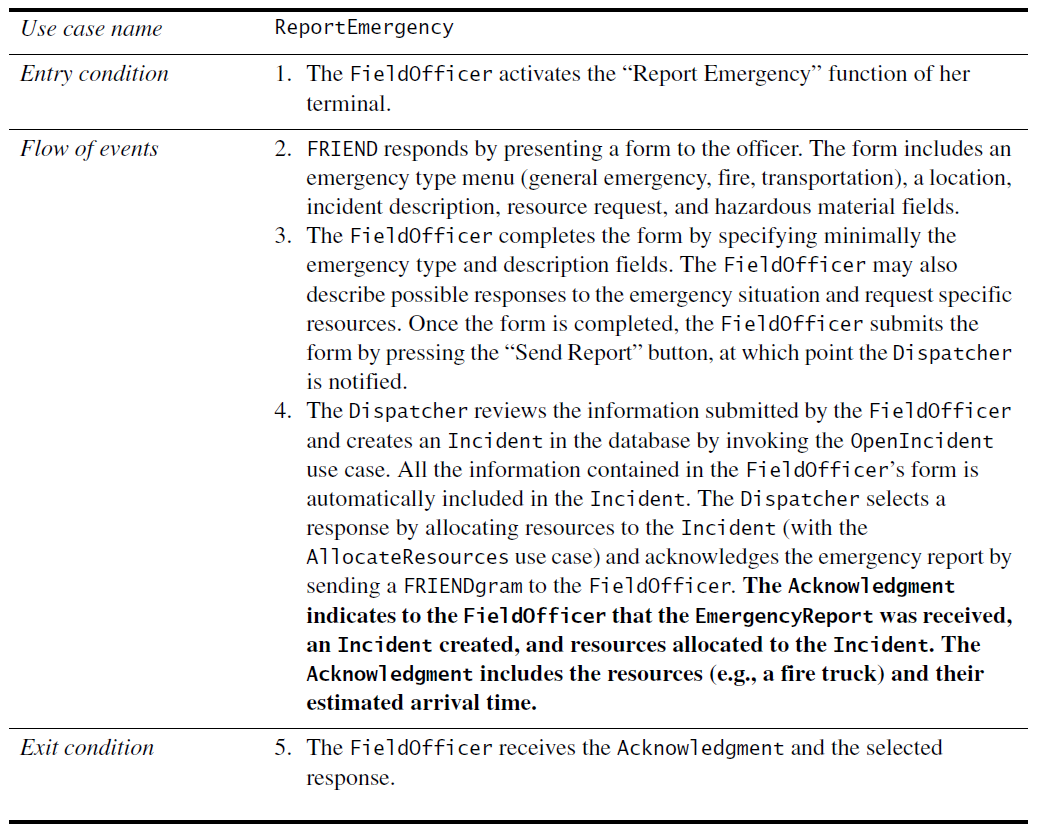 Use case name ReportEmergency
Entry condition 1. The FieldOfficer activates the “Report Emergency” function of her
terminal.
Flow of events 2. FRIEND responds by presenting a form to the officer. The form includes an
emergency type menu (general emergency, fire, transportation), a location,
incident description, resource request, and hazardous material fields.
3. The FieldOfficer completes the form by specifying minimally the
emergency type and description fields. The FieldOfficer may also
describe possible responses to the emergency situation and request specific
resources. Once the form is completed, the FieldOfficer submits the
form by pressing the “Send Report” button, at which point the Dispatcher
is notified.
4. The Dispatcher reviews the information submitted by the FieldOfficer
and creates an Incident in the database by invoking the OpenIncident
use case. All the information contained in the FieldOfficer’s form is
automatically included in the Incident. The Dispatcher selects a
response by allocating resources to the Incident (with the
AllocateResources use case) and acknowledges the emergency report by
sending a FRIENDgram to the FieldOfficer. The Acknowledgment
indicates to the FieldOfficer that the EmergencyReport was received,
an Incident created, and resources allocated to the Incident. The
Acknowledgment includes the resources (e.g., a fire truck) and their
estimated arrival time.
Exit condition 5. The FieldOfficer receives the Acknowledgment and the selected
response.